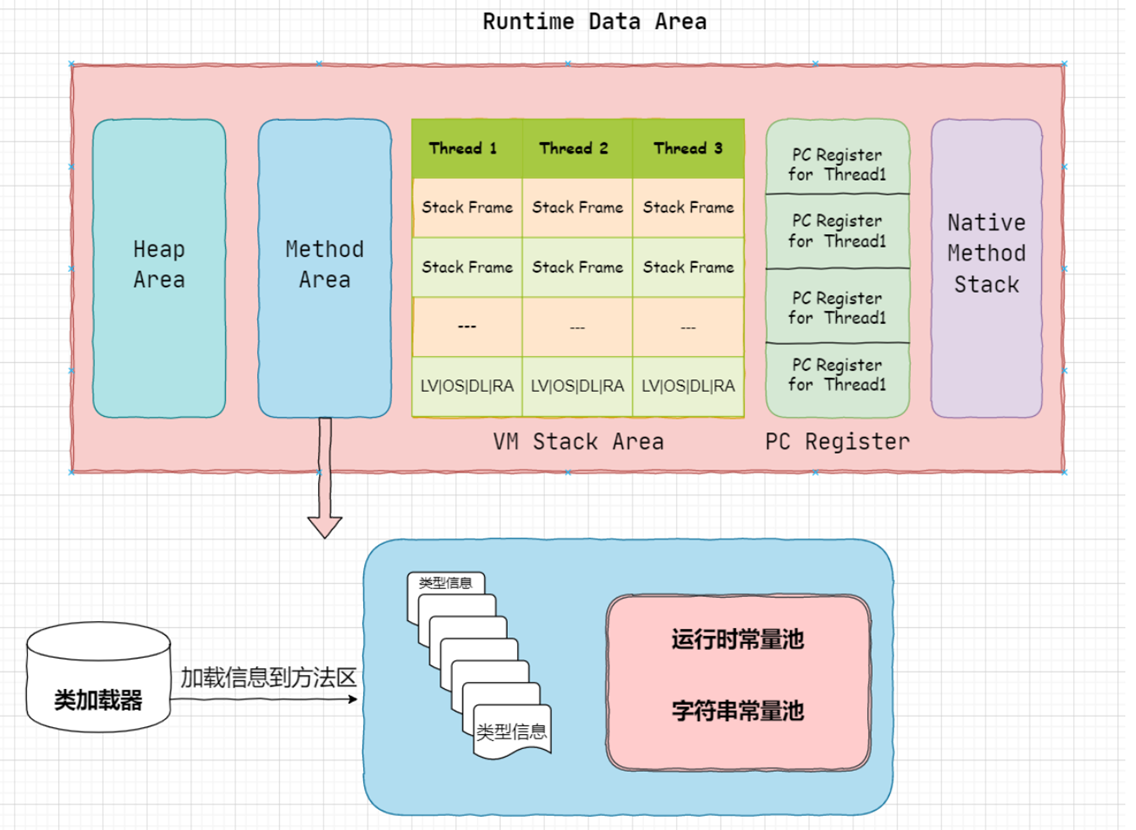 Runtime Data Area
Heap
Area
Method
Area
Thread 1 Thread 2 Thread 3
Stack Frame Stack Frame Stack Frame
Stack Frame Stack Frame Stack Frame
--- --- ---
LV|OS|DL|RA LV|OS|DL|RA LV|OS|DL|RA
VM Stack Area
PC Register
for Thread1
PC Register
for Thread1
PC Register
for Thread1
PC Register
for Thread1
PC Register
Native
Method
Stack
类加载器
加载信息到方法区
类型信息
类型信息
运行时常量池
字符串常量池